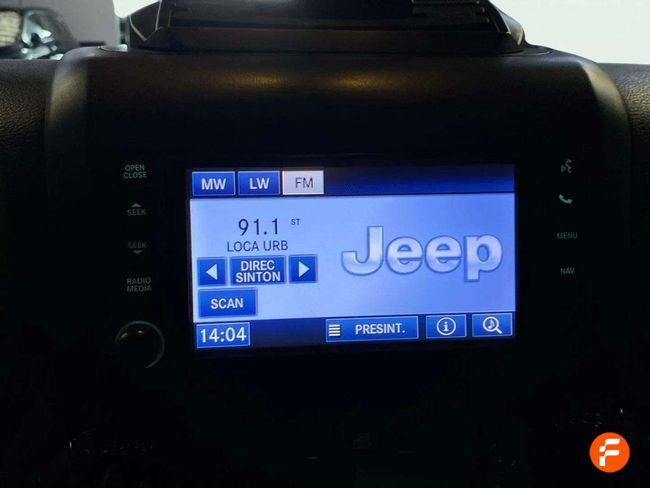 OPEN
CLOSE
SEEK
SEEK
RADIO
MEDIA
MW LW FM
91.1 ST
LOCA URB
DIREC
SINTON
SCAN
14:04
PRESINT.
Jeep
MENU
NAV